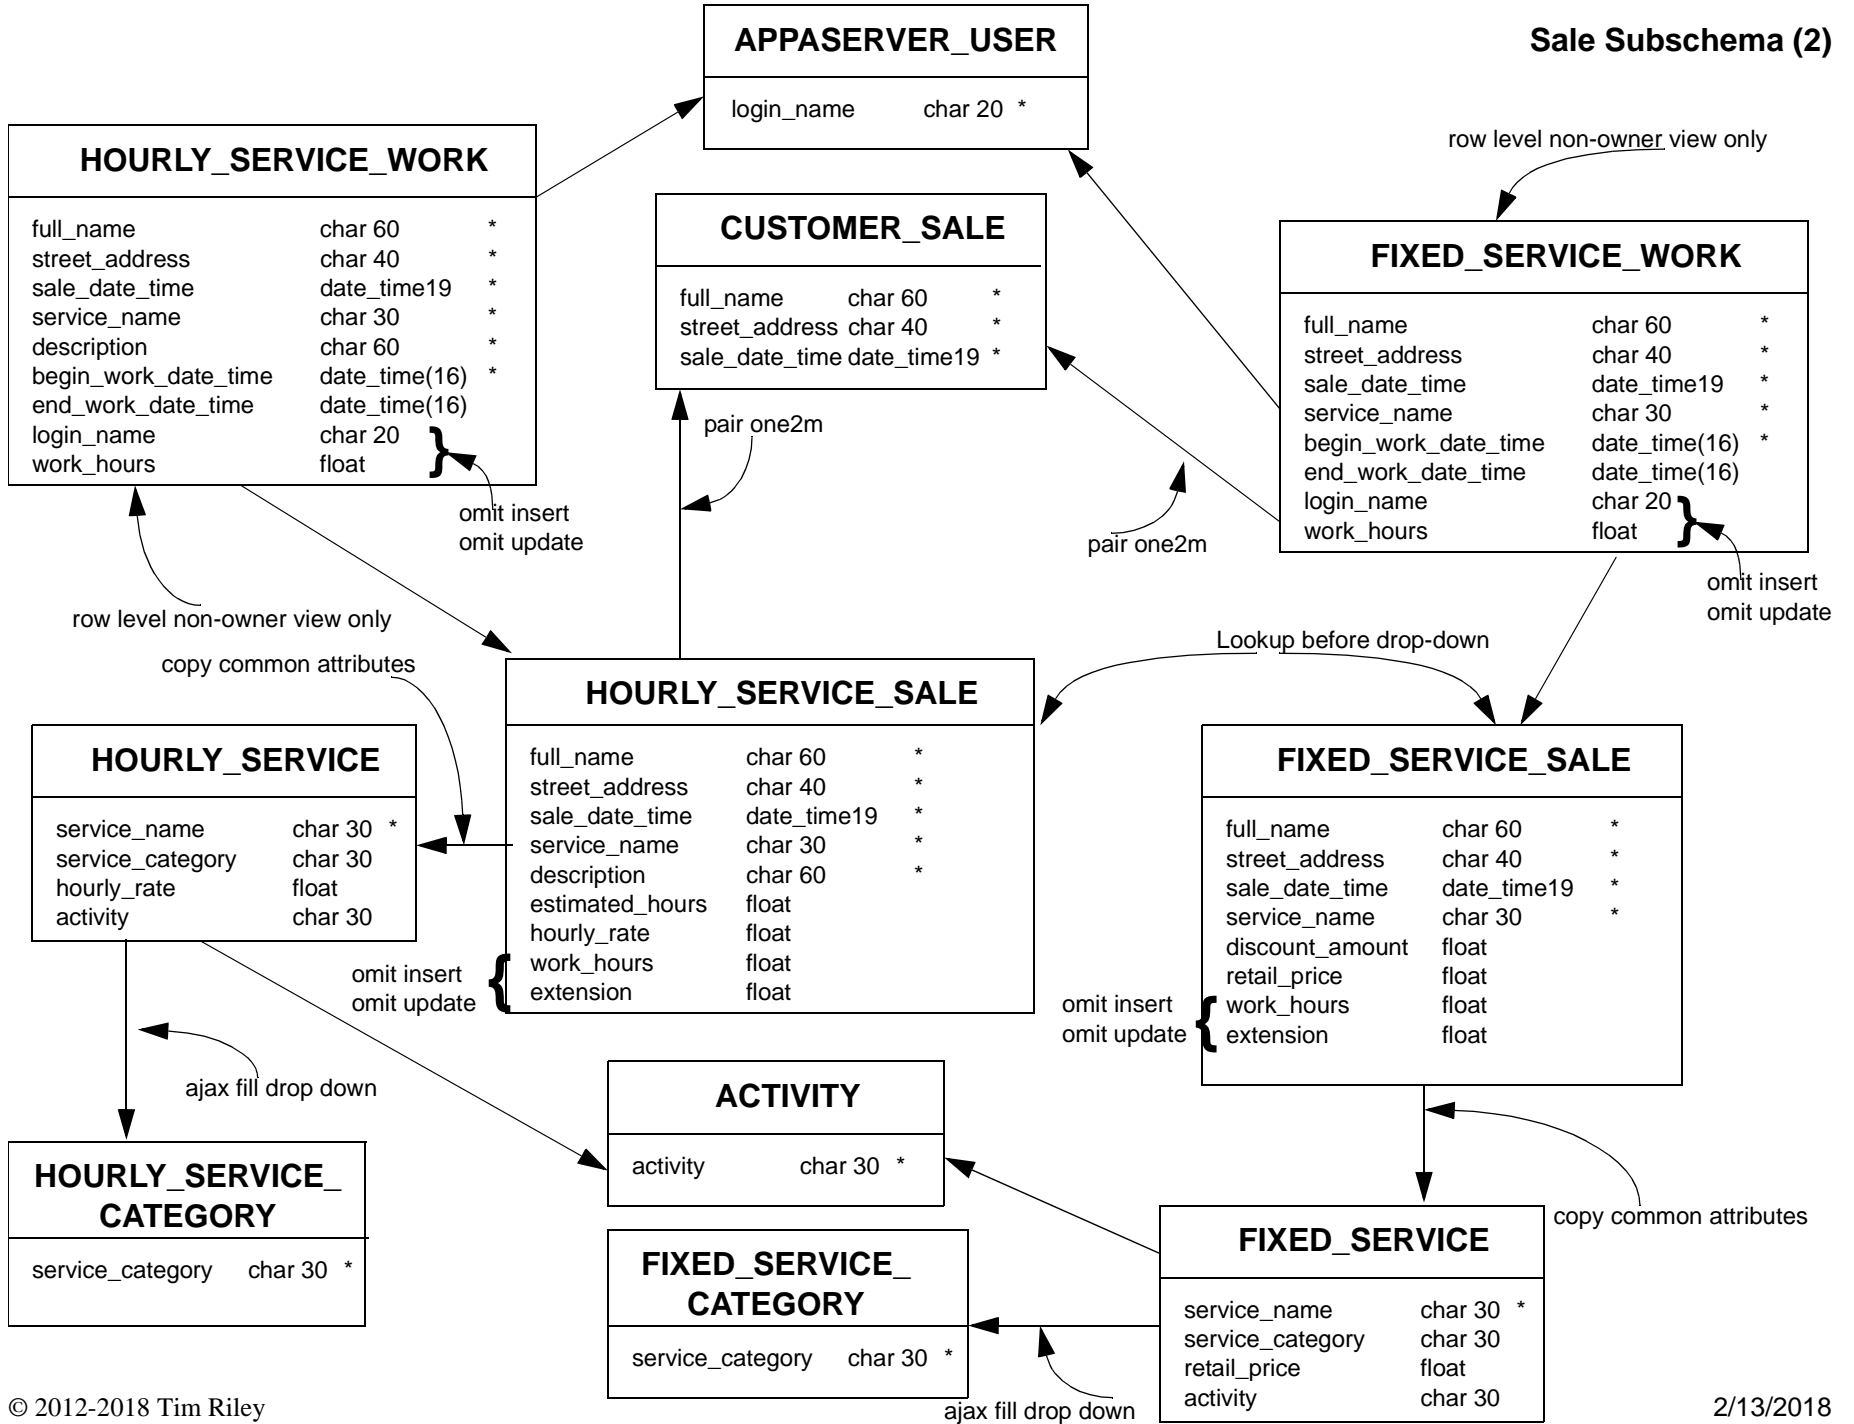 Sale Subschema (2)
APPASERVER_USER
login_name char 20 *
HOURLY_SERVICE_WORK
full_name char 60 *
street_address char 40 *
sale_date_time date_time19 *
service_name char 30 *
description char 60 *
begin_work_date_time date_time(16) *
end_work_date_time date_time(16)
login_name char 20
work_hours float
}
omit insert
omit update
row level non-owner view only
CUSTOMER_SALE
full_name char 60 *
street_address char 40 *
sale_date_time date_time19 *
pair one2m
row level non-owner view only
FIXED_SERVICE_WORK
full_name char 60 *
street_address char 40 *
sale_date_time date_time19 *
service_name char 30 *
begin_work_date_time date_time(16) *
end_work_date_time date_time(16)
login_name char 20
work_hours float
}
omit insert
omit update
pair one2m
copy common attributes
Lookup before drop-down
HOURLY_SERVICE_SALE
full_name char 60 *
street_address char 40 *
sale_date_time date_time19 *
service_name char 30 *
description char 60 *
estimated_hours float
hourly_rate float
work_hours float
extension float
omit insert
omit update
{
HOURLY_SERVICE
service_name char 30 *
service_category char 30
hourly_rate float
activity char 30
FIXED_SERVICE_SALE
full_name char 60 *
street_address char 40 *
sale_date_time date_time19 *
service_name char 30 *
discount_amount float
retail_price float
work_hours float
extension float
omit insert
omit update
{
ajax fill drop down
HOURLY_SERVICE_
CATEGORY
service_category char 30 *
ACTIVITY
activity char 30 *
FIXED_SERVICE_
CATEGORY
service_category char 30 *
copy common attributes
FIXED_SERVICE
service_name char 30 *
service_category char 30
retail_price float
activity char 30
ajax fill drop down
© 2012-2018 Tim Riley
2/13/2018